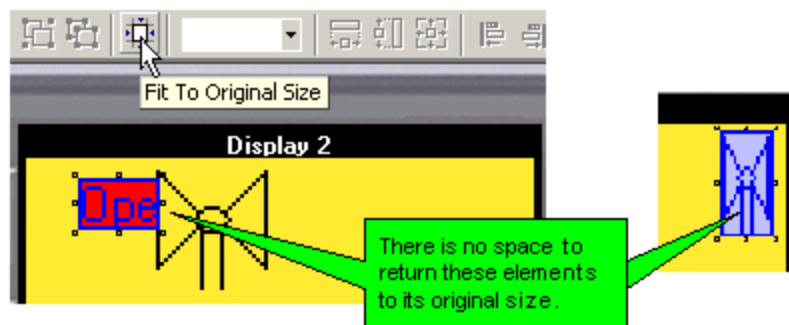 Fit To Original Size
Display 2
Ope
There is no space to
return these elements
to its original size.